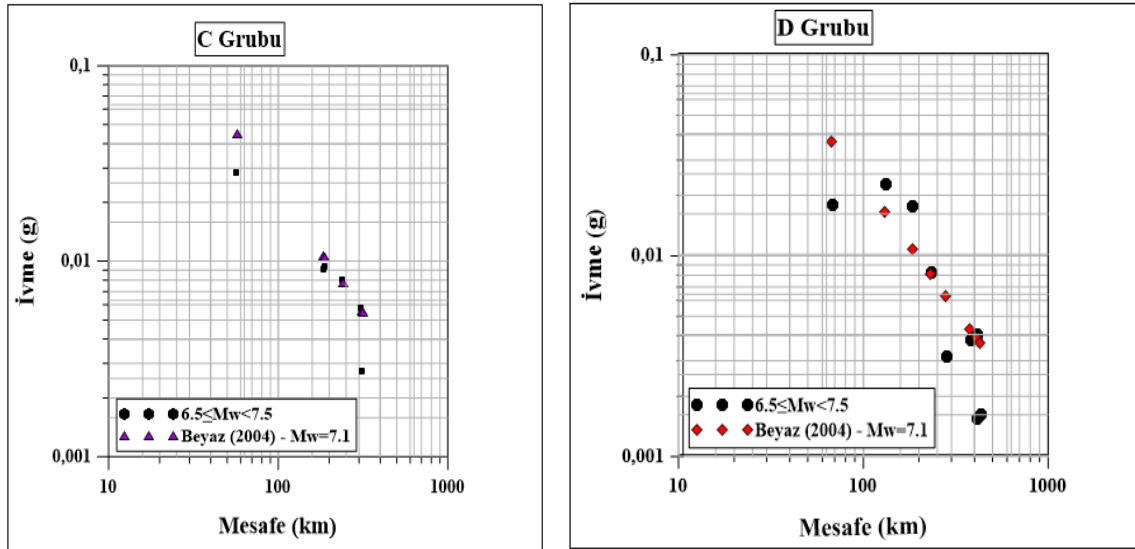 C Grubu
0,1
0,01
0,001
İvme (g)
6.5≤Mw<7.5
Beyaz (2004) - Mw=7.1
10
100
1000
Mesafe (km)
D Grubu
0,1
0,01
0,001
İvme (g)
6.5≤Mw<7.5
Beyaz (2004) - Mw=7.1
10
100
1000
Mesafe (km)